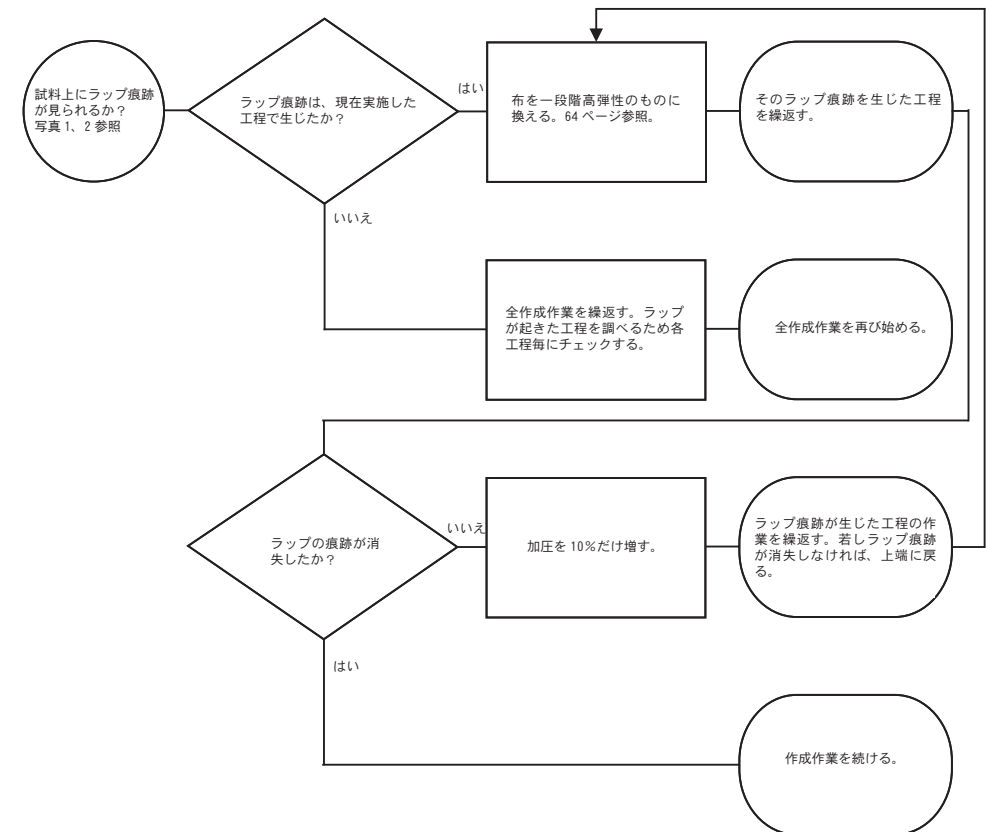 試料上にラップ痕跡
が見られるか？
写真1、2参照
ラップ痕跡は、現在実施した
工程で生じたか？
はい
布を一段階高弾性のものに
換える。64ページ参照。
そのラップ痕跡を生じた工程
を繰返す。
いいえ
全作成作業を繰返す。ラップ
が起きた工程を調べるため各
工程毎にチェックする。
全作成作業を再び始める。
ラップの痕跡が消
失したか？
いいえ
加圧を10％だけ増す。
ラップ痕跡が生じた工程の作
業を繰返す。若しラップ痕跡
が消失しなければ、上端に戻
る。
はい
作成作業を続ける。